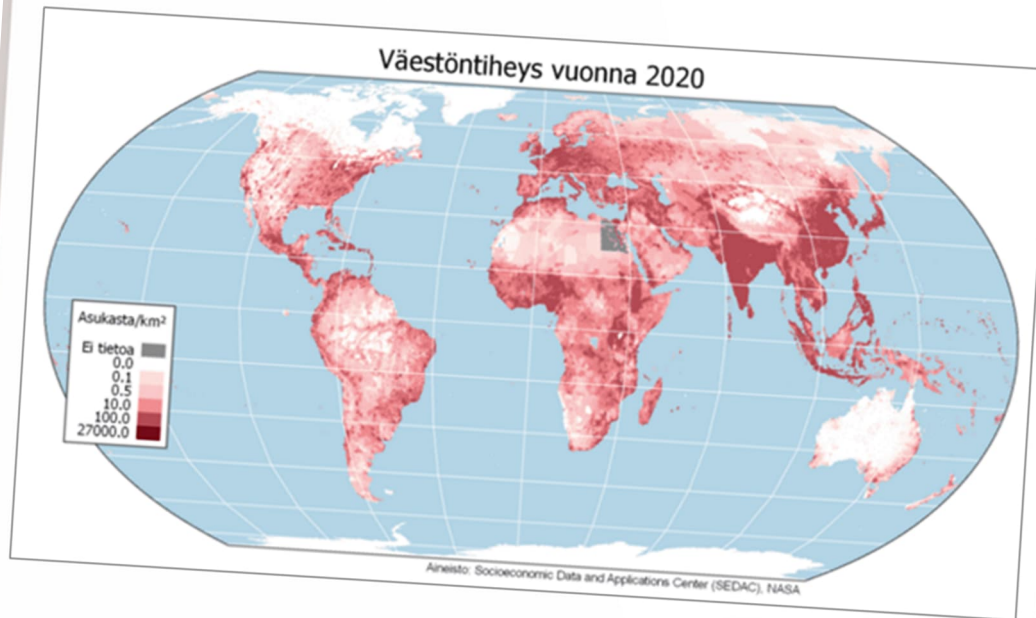 Väestöntiheys vuonna 2020
Asukasta/km²
Ei tietoa
0.0
0.1
0.5
10.0
100.0
27000.0
Aineisto: Socioeconomic Data and Applications Center (SEDAC), NASA